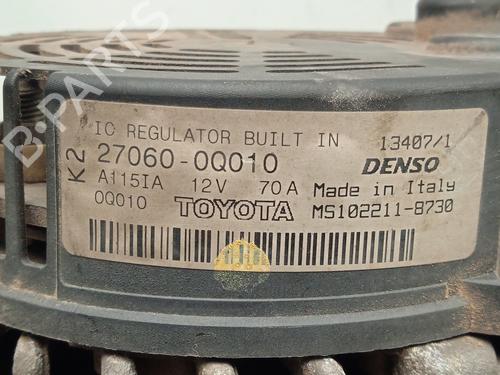 B-PARTS
IC REGULATOR BUILT IN 13407/1
K2 27060-0Q010 DENSO
A115IA 12V 70A Made in Italy
0Q010 TOYOTA MS102211-8730